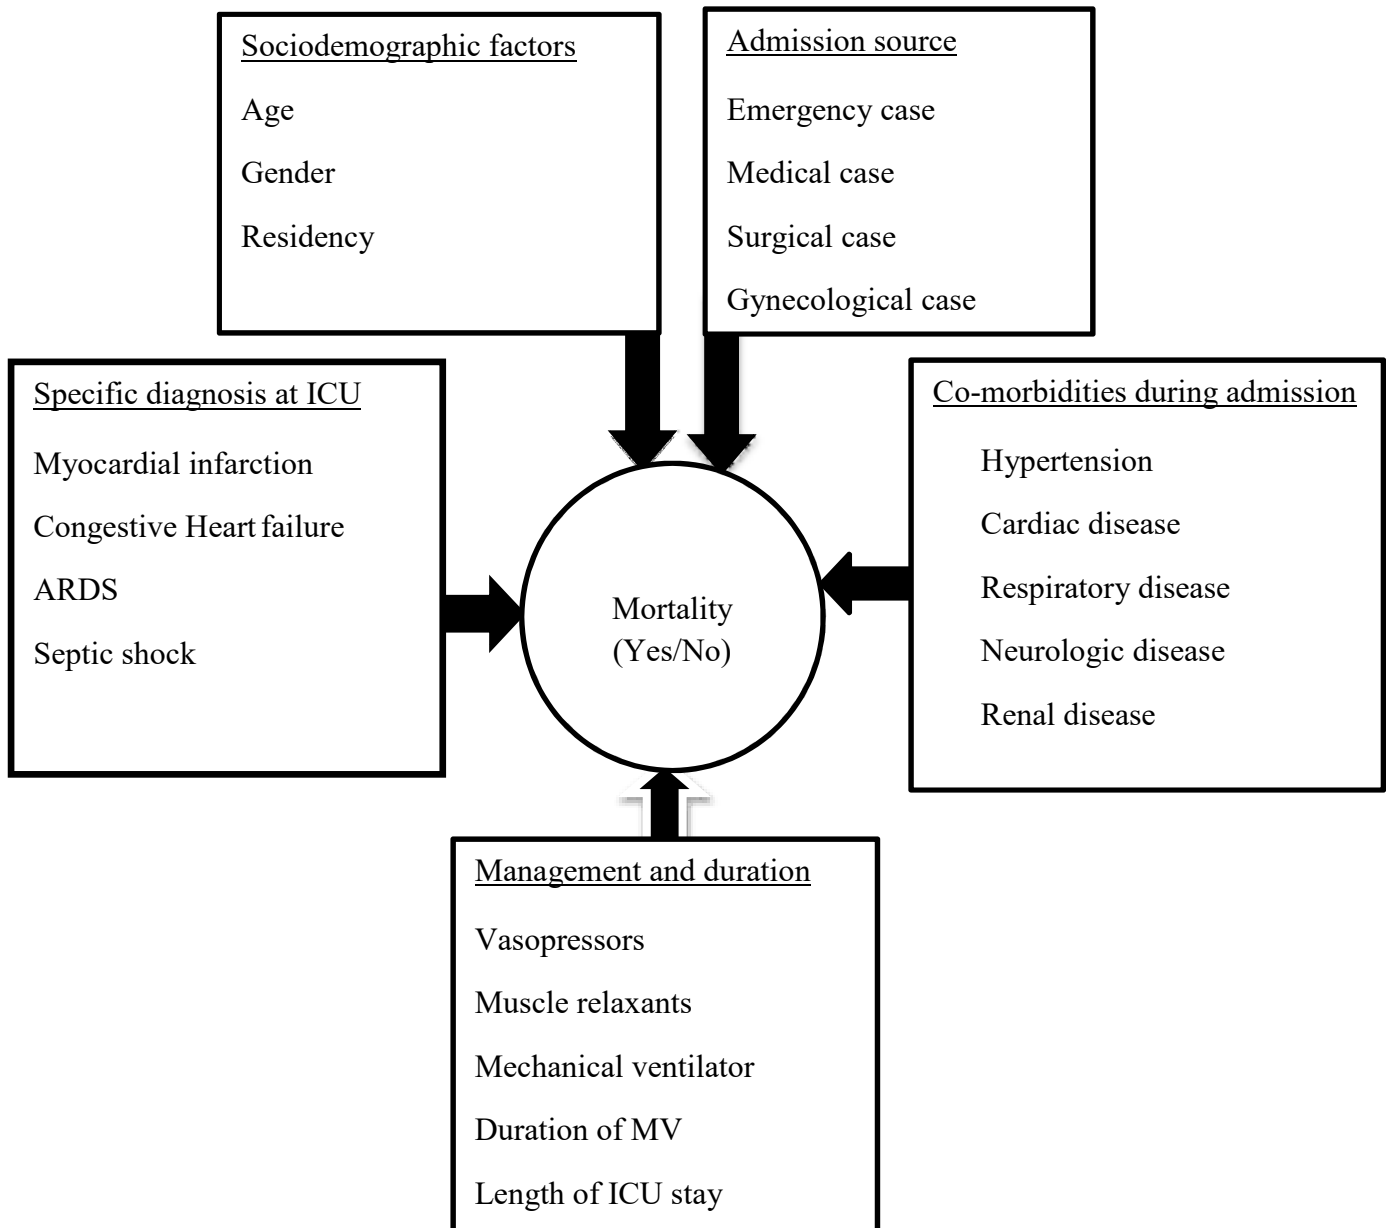 Sociodemographic factors
Age
Gender
Residency
Admission source
Emergency case
Medical case
Surgical case
Gynecological case
Specific diagnosis at ICU
Myocardial infarction
Congestive Heart failure
ARDS
Septic shock
Mortality
(Yes/No)
Co-morbidities during admission
Hypertension
Cardiac disease
Respiratory disease
Neurologic disease
Renal disease
Management and duration
Vasopressors
Muscle relaxants
Mechanical ventilator
Duration of MV
Length of ICU stay